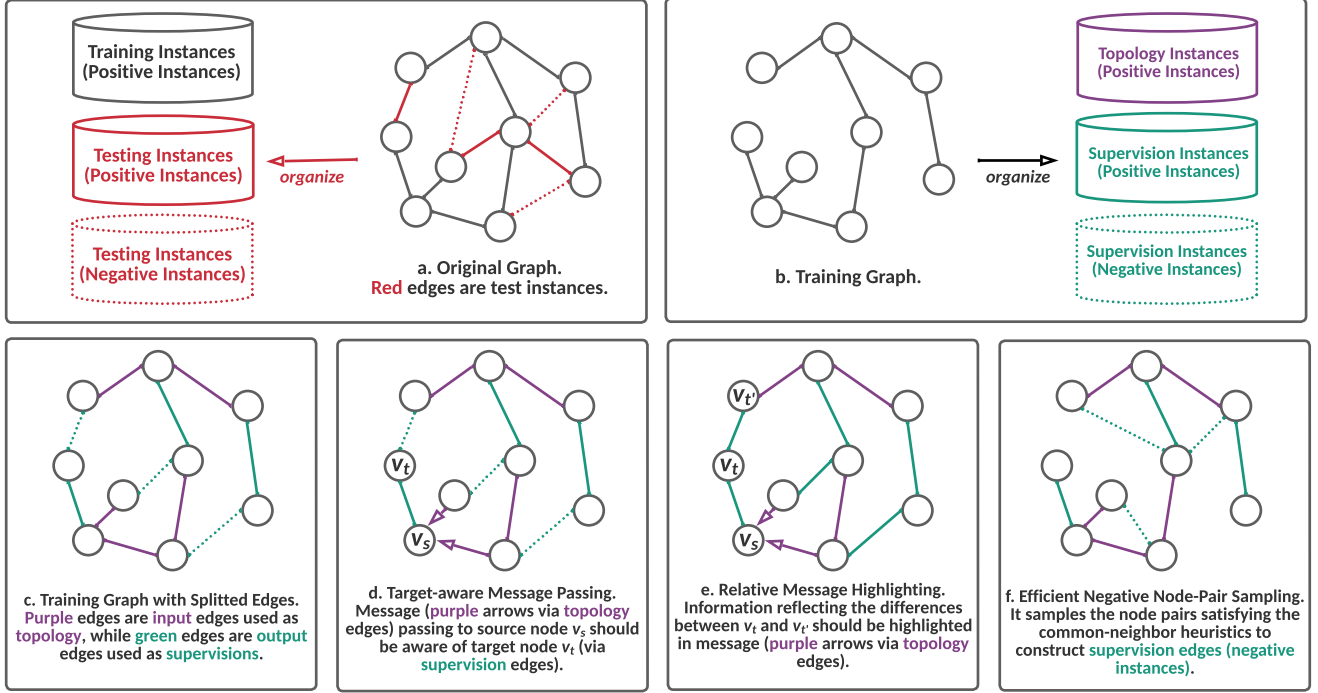 Training Instances
(Positive Instances)
Testing Instances
(Positive Instances)
Testing Instances
(Negative Instances)
organize
a. Original Graph.
Red edges are test instances.
b. Training Graph.
organize
Topology Instances
(Positive Instances)
Supervision Instances
(Positive Instances)
Supervision Instances
(Negative Instances)
c. Training Graph with Splitted Edges.
Purple edges are input edges used as
topology, while green edges are output
edges used as supervisions.
vt
vs
d. Target-aware Message Passing.
Message (purple arrows via topology
edges) passing to source node vs should
be aware of target node vt (via
supervision edges).
vt'
vt
vs
e. Relative Message Highlighting.
Information reflecting the differences
between vt and vt' should be highlighted
in message (purple arrows via topology
edges).
f. Efficient Negative Node-Pair Sampling.
It samples the node pairs satisfying the
common-neighbor heuristics to
construct supervision edges (negative
instances).